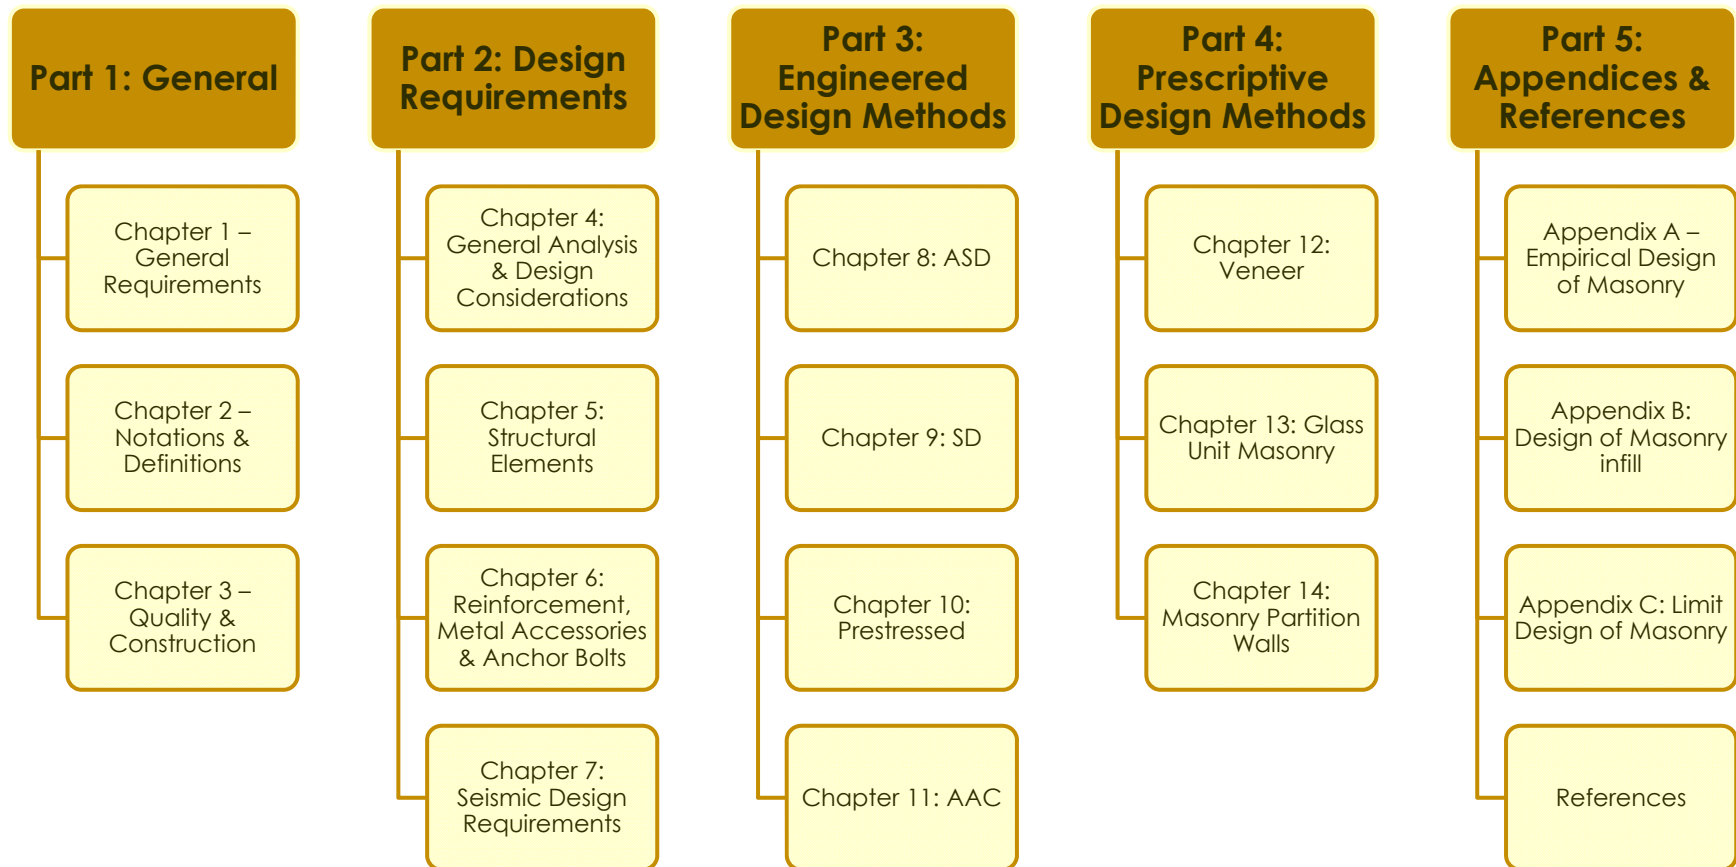 Part 1: General
Chapter 1 –
General
Requirements
Chapter 2 –
Notations &
Definitions
Chapter 3 –
Quality &
Construction
Part 2: Design
Requirements
Chapter 4:
General Analysis
& Design
Considerations
Chapter 5:
Structural
Elements
Chapter 6:
Reinforcement,
Metal Accessories
& Anchor Bolts
Chapter 7:
Seismic Design
Requirements
Part 3:
Engineered
Design Methods
Chapter 8: ASD
Chapter 9: SD
Chapter 10:
Prestressed
Chapter 11: AAC
Part 4:
Prescriptive
Design Methods
Chapter 12:
Veneer
Chapter 13: Glass
Unit Masonry
Chapter 14:
Masonry Partition
Walls
Part 5:
Appendices &
References
Appendix A –
Empirical Design
of Masonry
Appendix B:
Design of Masonry
infill
Appendix C: Limit
Design of Masonry
References